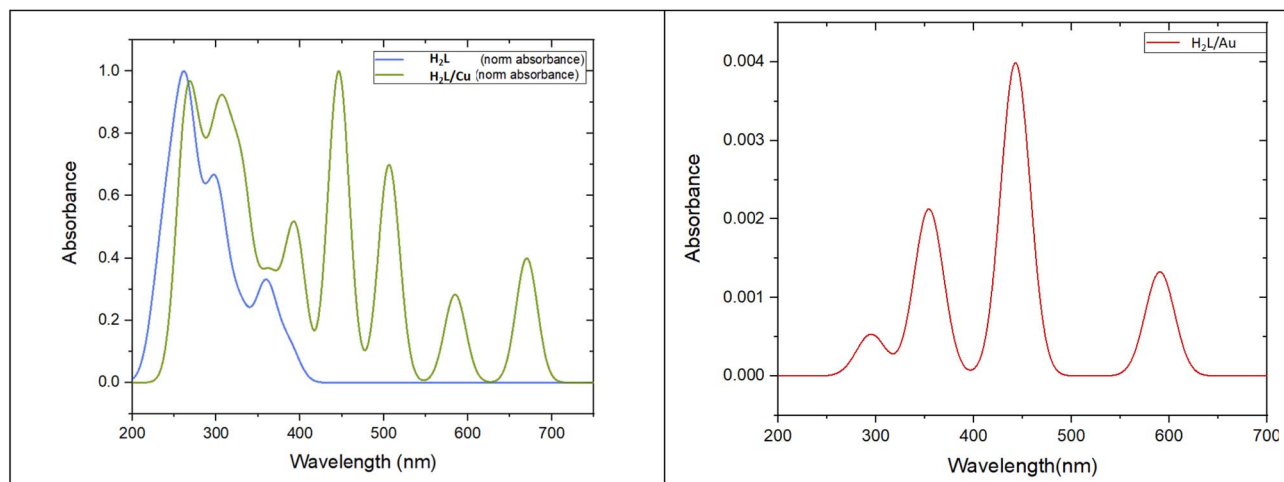 H₂L (norm absorbance)
H₂L/Cu (norm absorbance)
1.0
0.8
0.6
0.4
0.2
0.0
Absorbance
200 300 400 500 600 700
Wavelength (nm)
H₂L/Au
0.004
0.003
0.002
0.001
0.000
Absorbance
200 300 400 500 600 700
Wavelength(nm)